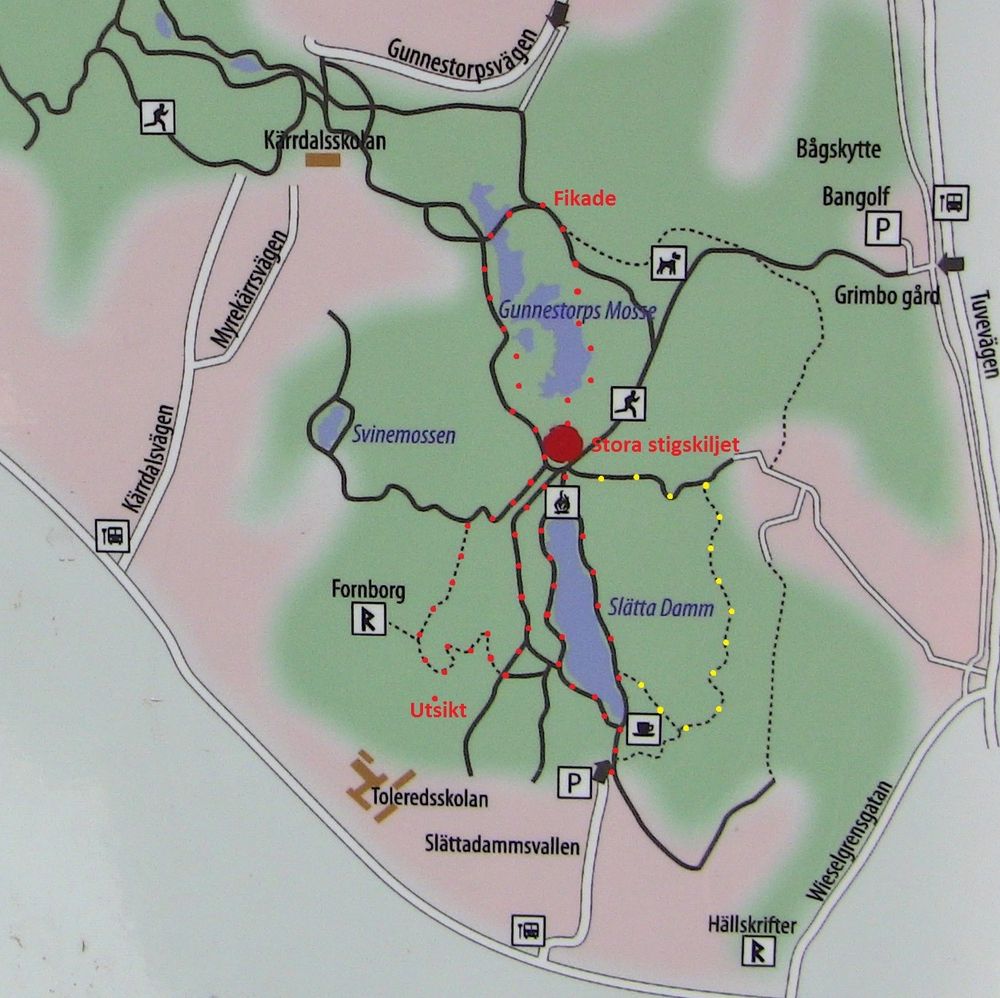 Gunnestorpsvägen
Kärrdalsskolan
Bågskytte
Bangolf
P
Fikade
Grimbo gård
Tuvevägen
Myrekärrsvägen
Gunnestorps Mosse
Kärrdalsvägen
Svinemossen
Stora stigskiljet
Fornborg
R
Slätta Damm
Utsikt
P
Toleredsskolan
Slättadammsvallen
Wieselgrensgatan
Hällskrifter
R